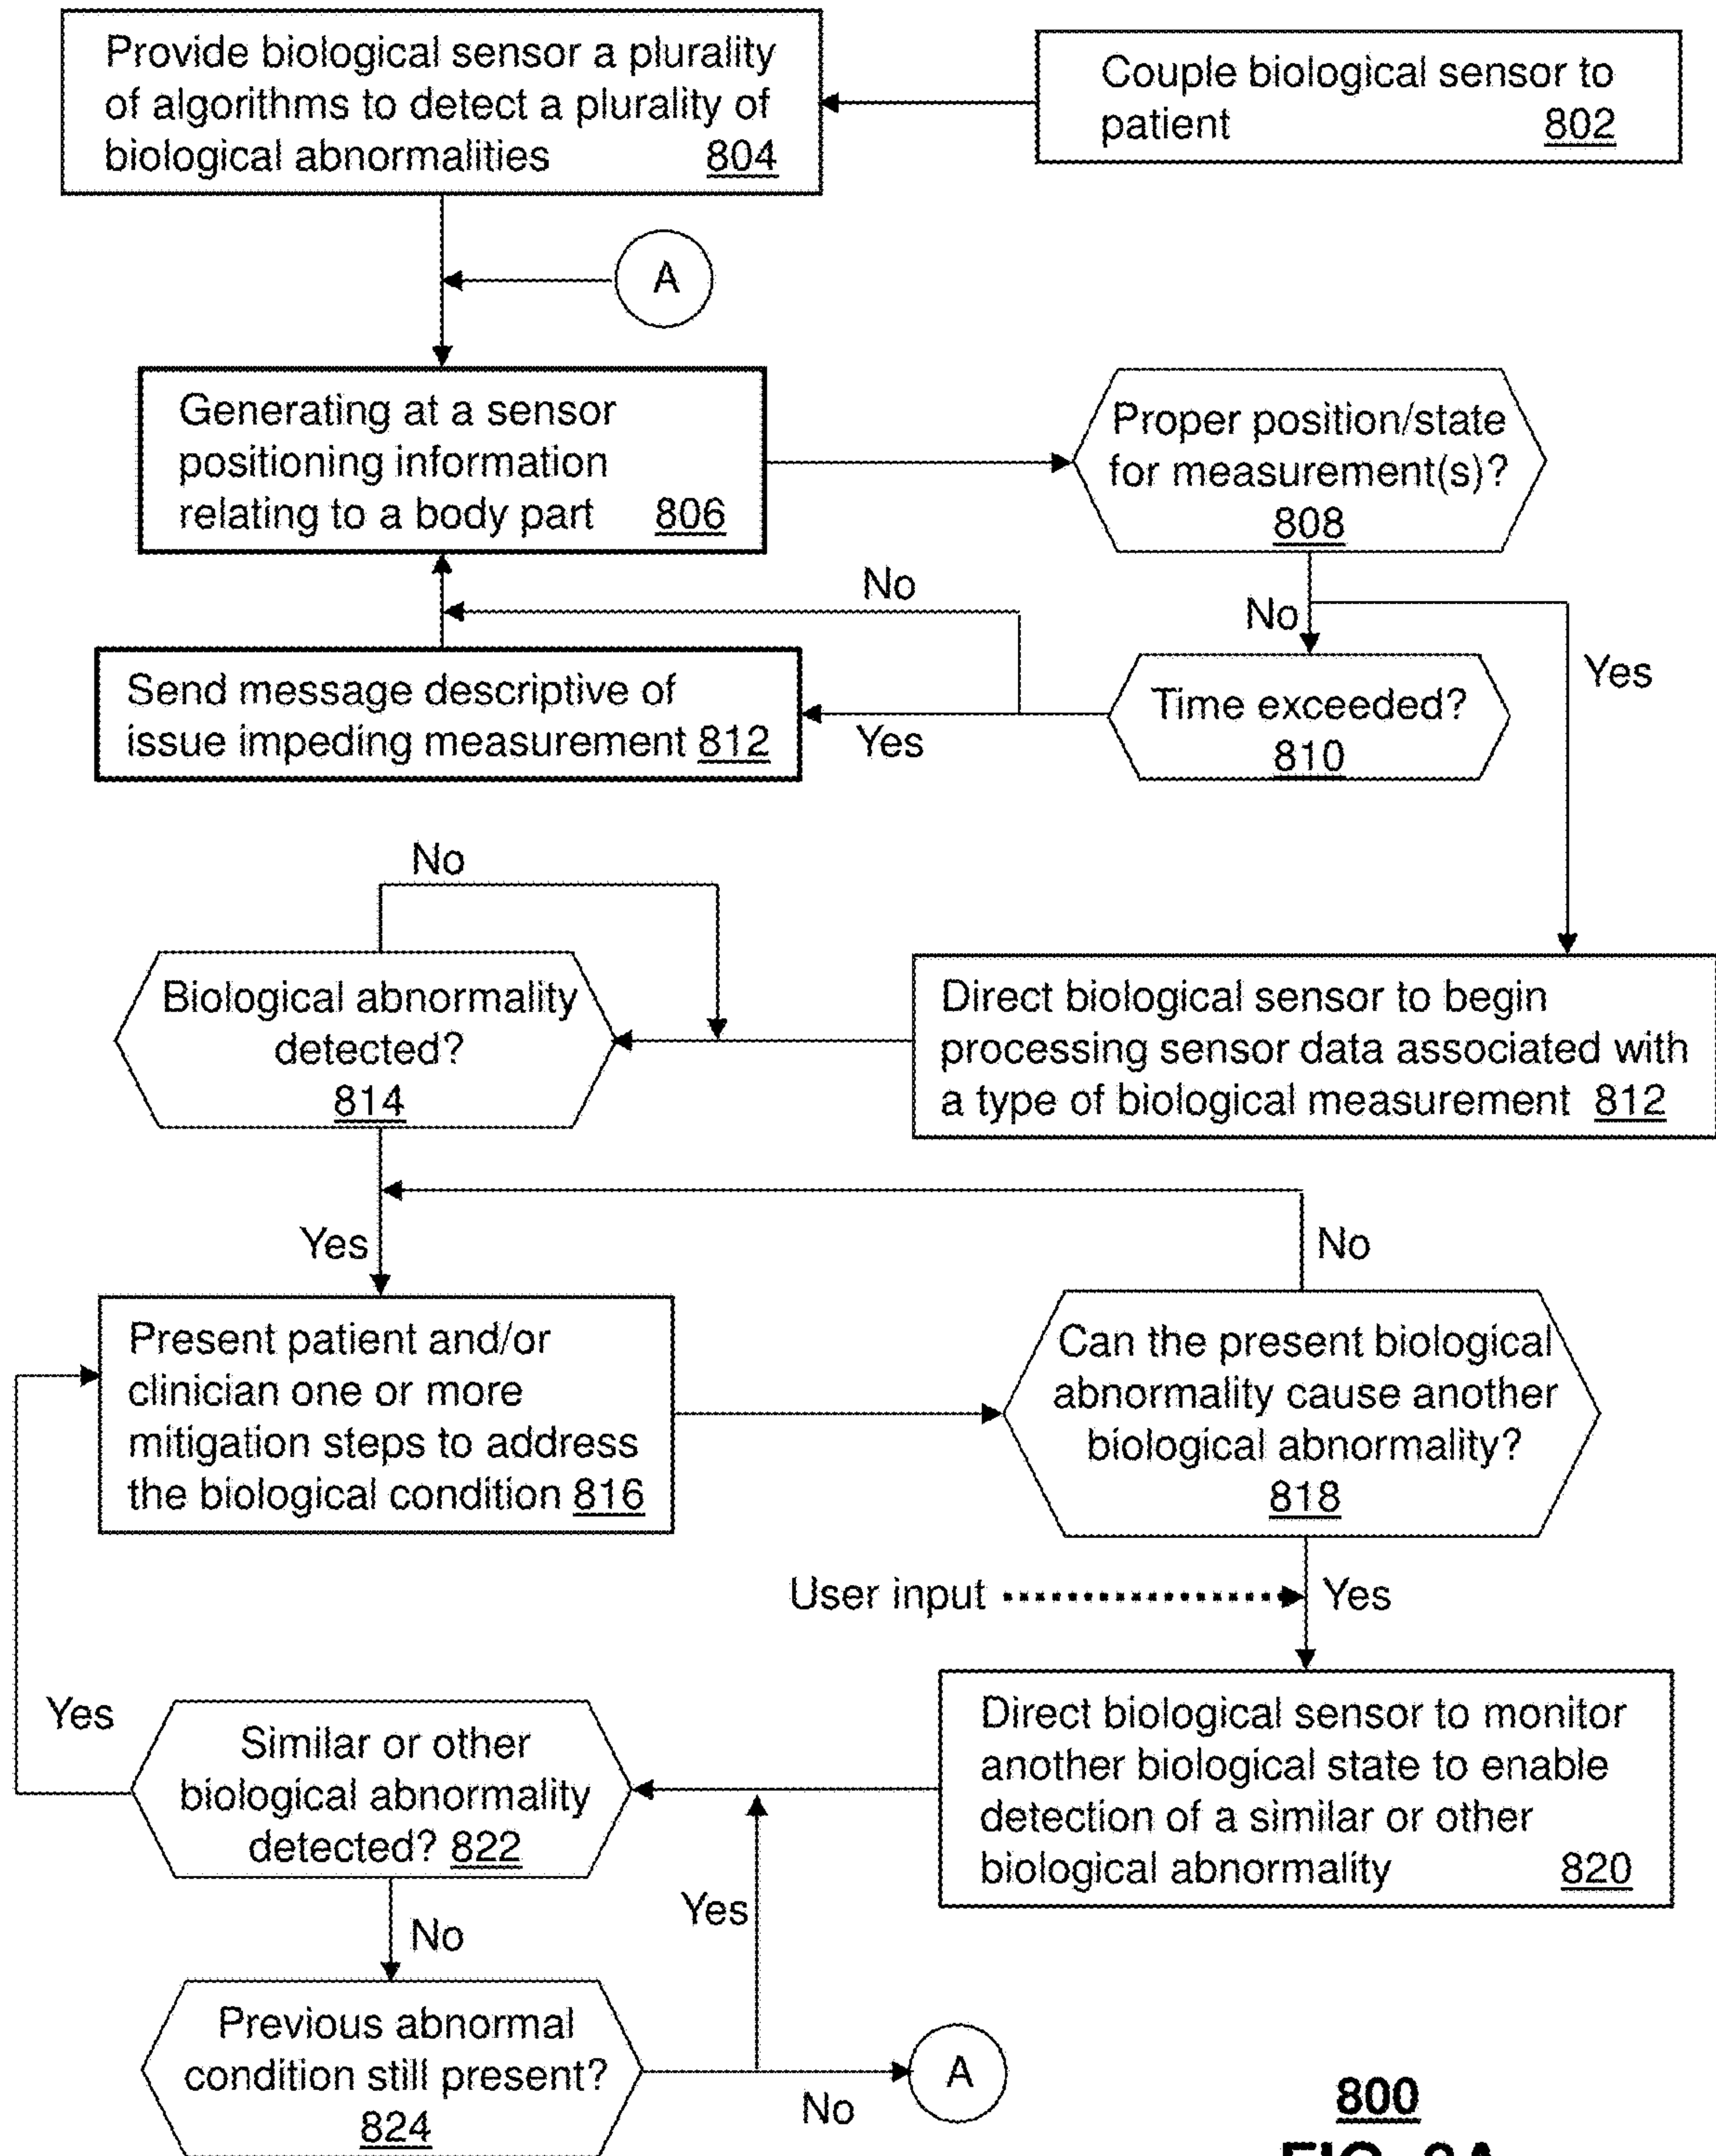 Provide biological sensor a plurality
of algorithms to detect a plurality of
biological abnormalities 804
Couple biological sensor to
patient 802
A
Generating at a sensor
positioning information
relating to a body part 806
Proper position/state
for measurement(s)?
808
No
No
Yes
Send message descriptive of
issue impeding measurement 812
Yes
Time exceeded?
810
No
Biological abnormality
detected?
814
Direct biological sensor to begin
processing sensor data associated with
a type of biological measurement 812
Yes
No
Present patient and/or
clinician one or more
mitigation steps to address
the biological condition 816
Can the present biological
abnormality cause another
biological abnormality?
818
User input
Yes
Yes
Similar or other
biological abnormality
detected? 822
Direct biological sensor to monitor
another biological state to enable
detection of a similar or other
biological abnormality 820
Yes
No
Previous abnormal
condition still present?
824
No
A
800